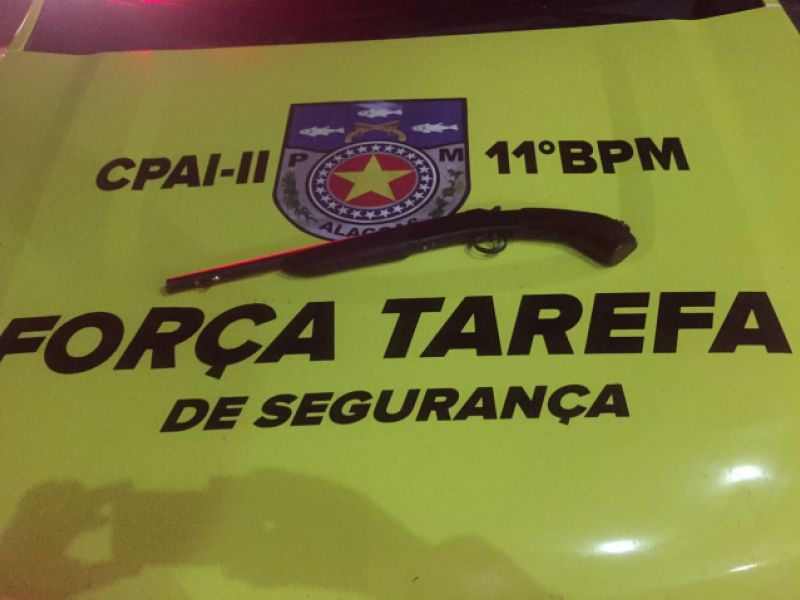 CPAI-II
P M
ALAGOAS
11°BPM
FORÇA TAREFA
DE SEGURANÇA